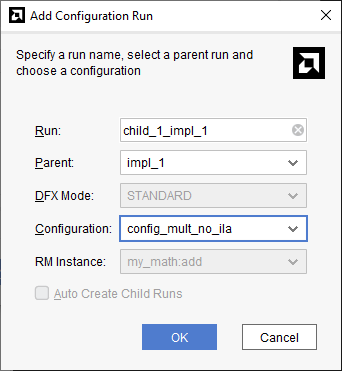 Add Configuration Run
Specify a run name, select a parent run and
choose a configuration
Run: child_1_impl_1
Parent: impl_1
DFX Mode: STANDARD
Configuration: config_mult_no_ila
RM Instance: my_math:add
Auto Create Child Runs
OK Cancel